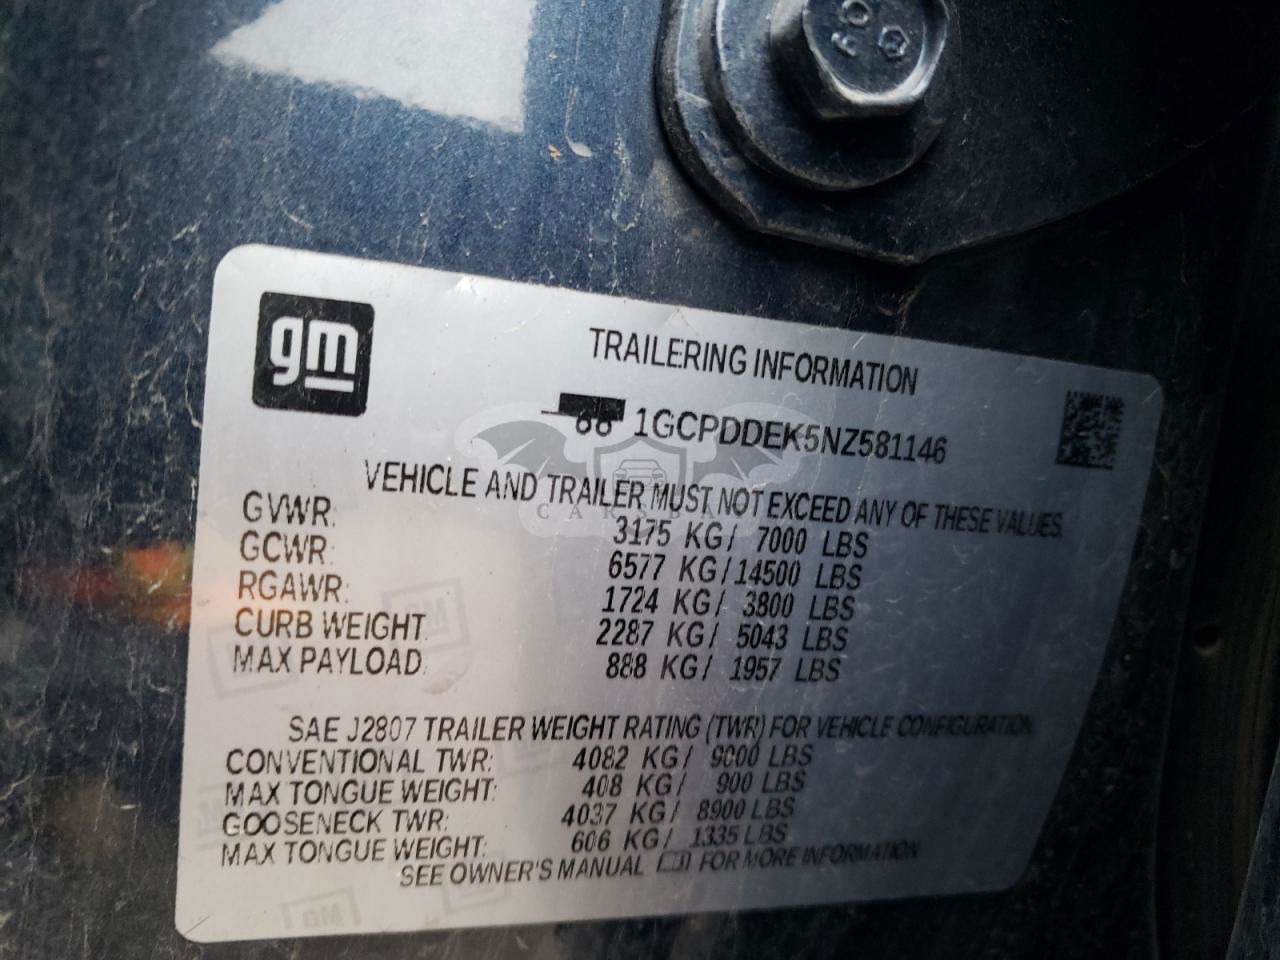 gm
TRAILERING INFORMATION
1GCPDDEK5NZ581146
VEHICLE AND TRAILER MUST NOT EXCEED ANY OF THESE VALUES.
GVWR: 3175 KG/ 7000 LBS
GCWR: 6577 KG/14500 LBS
RGAWR: 1724 KG/ 3800 LBS
CURB WEIGHT: 2287 KG/ 5043 LBS
MAX PAYLOAD: 888 KG/ 1957 LBS
SAE J2807 TRAILER WEIGHT RATING (TWR) FOR VEHICLE CONFIGURATION.
CONVENTIONAL TWR: 4082 KG/ 9000 LBS
MAX TONGUE WEIGHT: 408 KG/ 900 LBS
GOOSENECK TWR: 4037 KG/ 8900 LBS
MAX TONGUE WEIGHT: 606 KG/ 1335 LBS
SEE OWNER'S MANUAL FOR MORE INFORMATION
GM